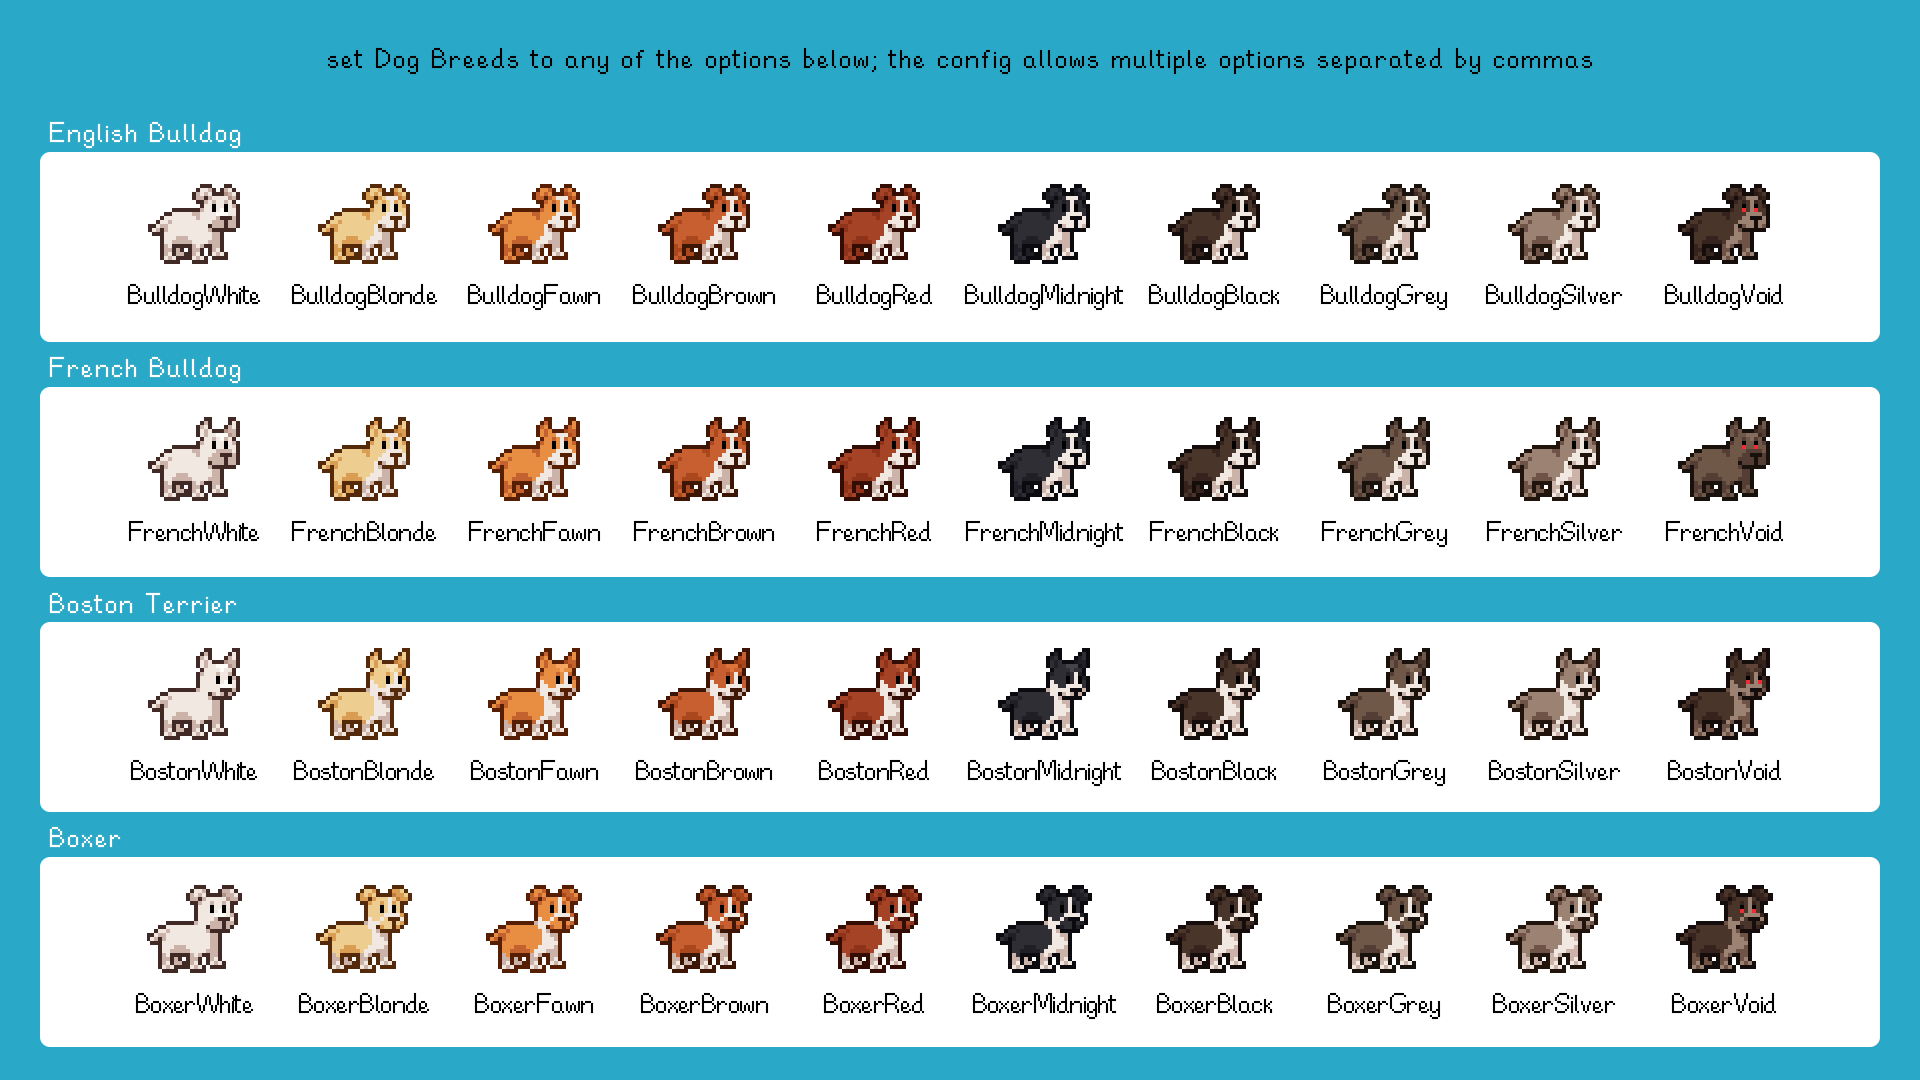 set Dog Breeds to any of the options below; the config allows multiple options separated by commas
English Bulldog
BulldogWhite BulldogBlonde BulldogFawn BulldogBrown BulldogRed BulldogMidnight BulldogBlack BulldogGrey BulldogSilver BulldogVoid
French Bulldog
FrenchWhite FrenchBlonde FrenchFawn FrenchBrown FrenchRed FrenchMidnight FrenchBlack FrenchGrey FrenchSilver FrenchVoid
Boston Terrier
BostonWhite BostonBlonde BostonFawn BostonBrown BostonRed BostonMidnight BostonBlack BostonGrey BostonSilver BostonVoid
Boxer
BoxerWhite BoxerBlonde BoxerFawn BoxerBrown BoxerRed BoxerMidnight BoxerBlack BoxerGrey BoxerSilver BoxerVoid